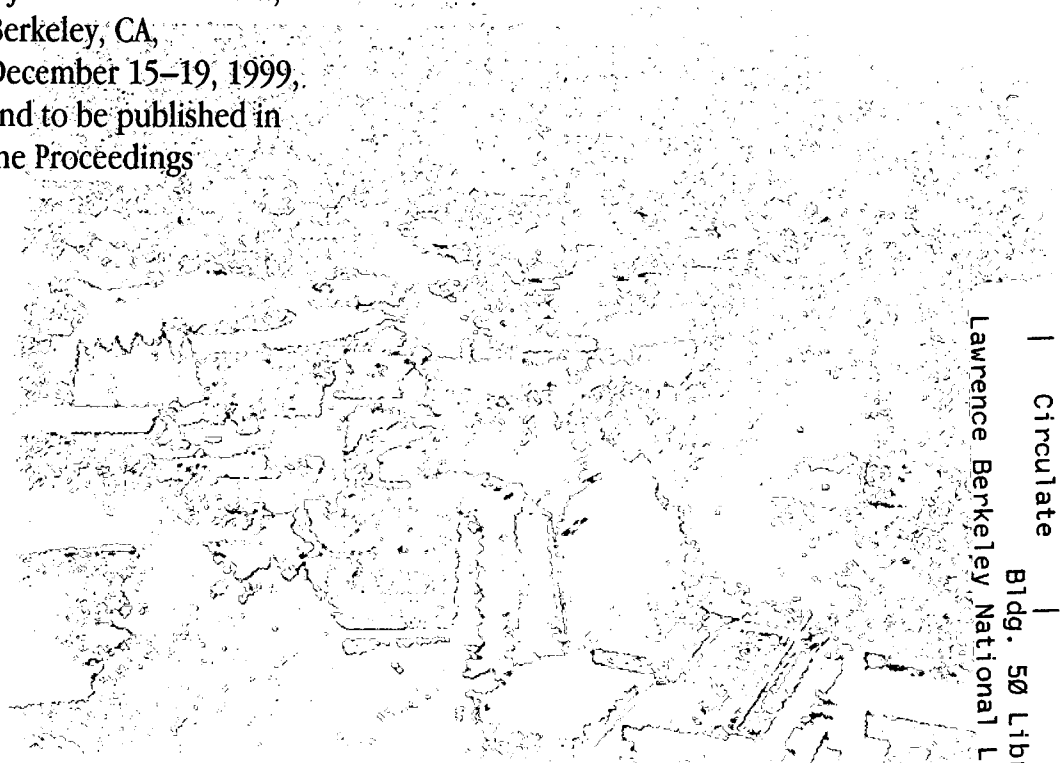 Berkeley, CA,
December 15–19, 1999,
and to be published in
the Proceedings
Circulate
Bldg. 50
Lawrence Berkeley National